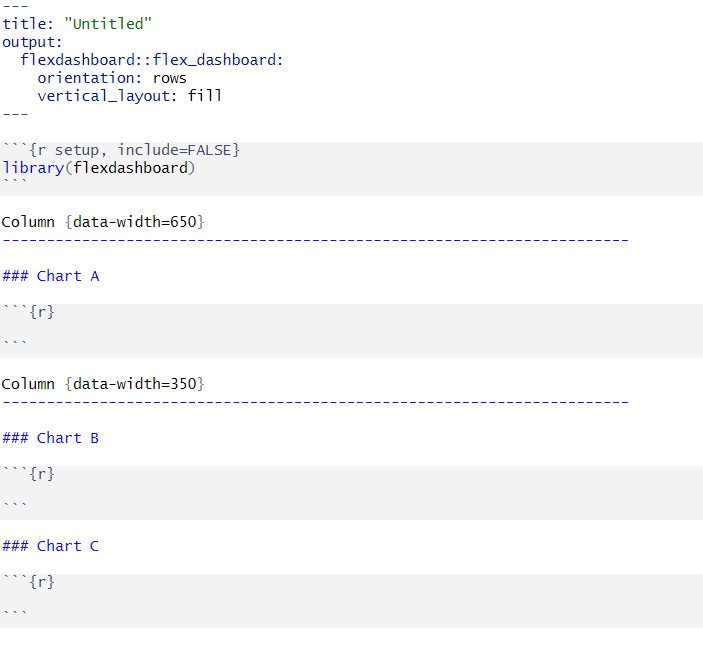 ---
title: "Untitled"
output:
  flexdashboard::flex_dashboard:
    orientation: rows
    vertical_layout: fill
---

```{r setup, include=FALSE}
library(flexdashboard)
```

Column {data-width=650}
-----------------------------------------------------------------------

### Chart A

```{r}

```

Column {data-width=350}
-----------------------------------------------------------------------

### Chart B

```{r}

```

### Chart C

```{r}

```